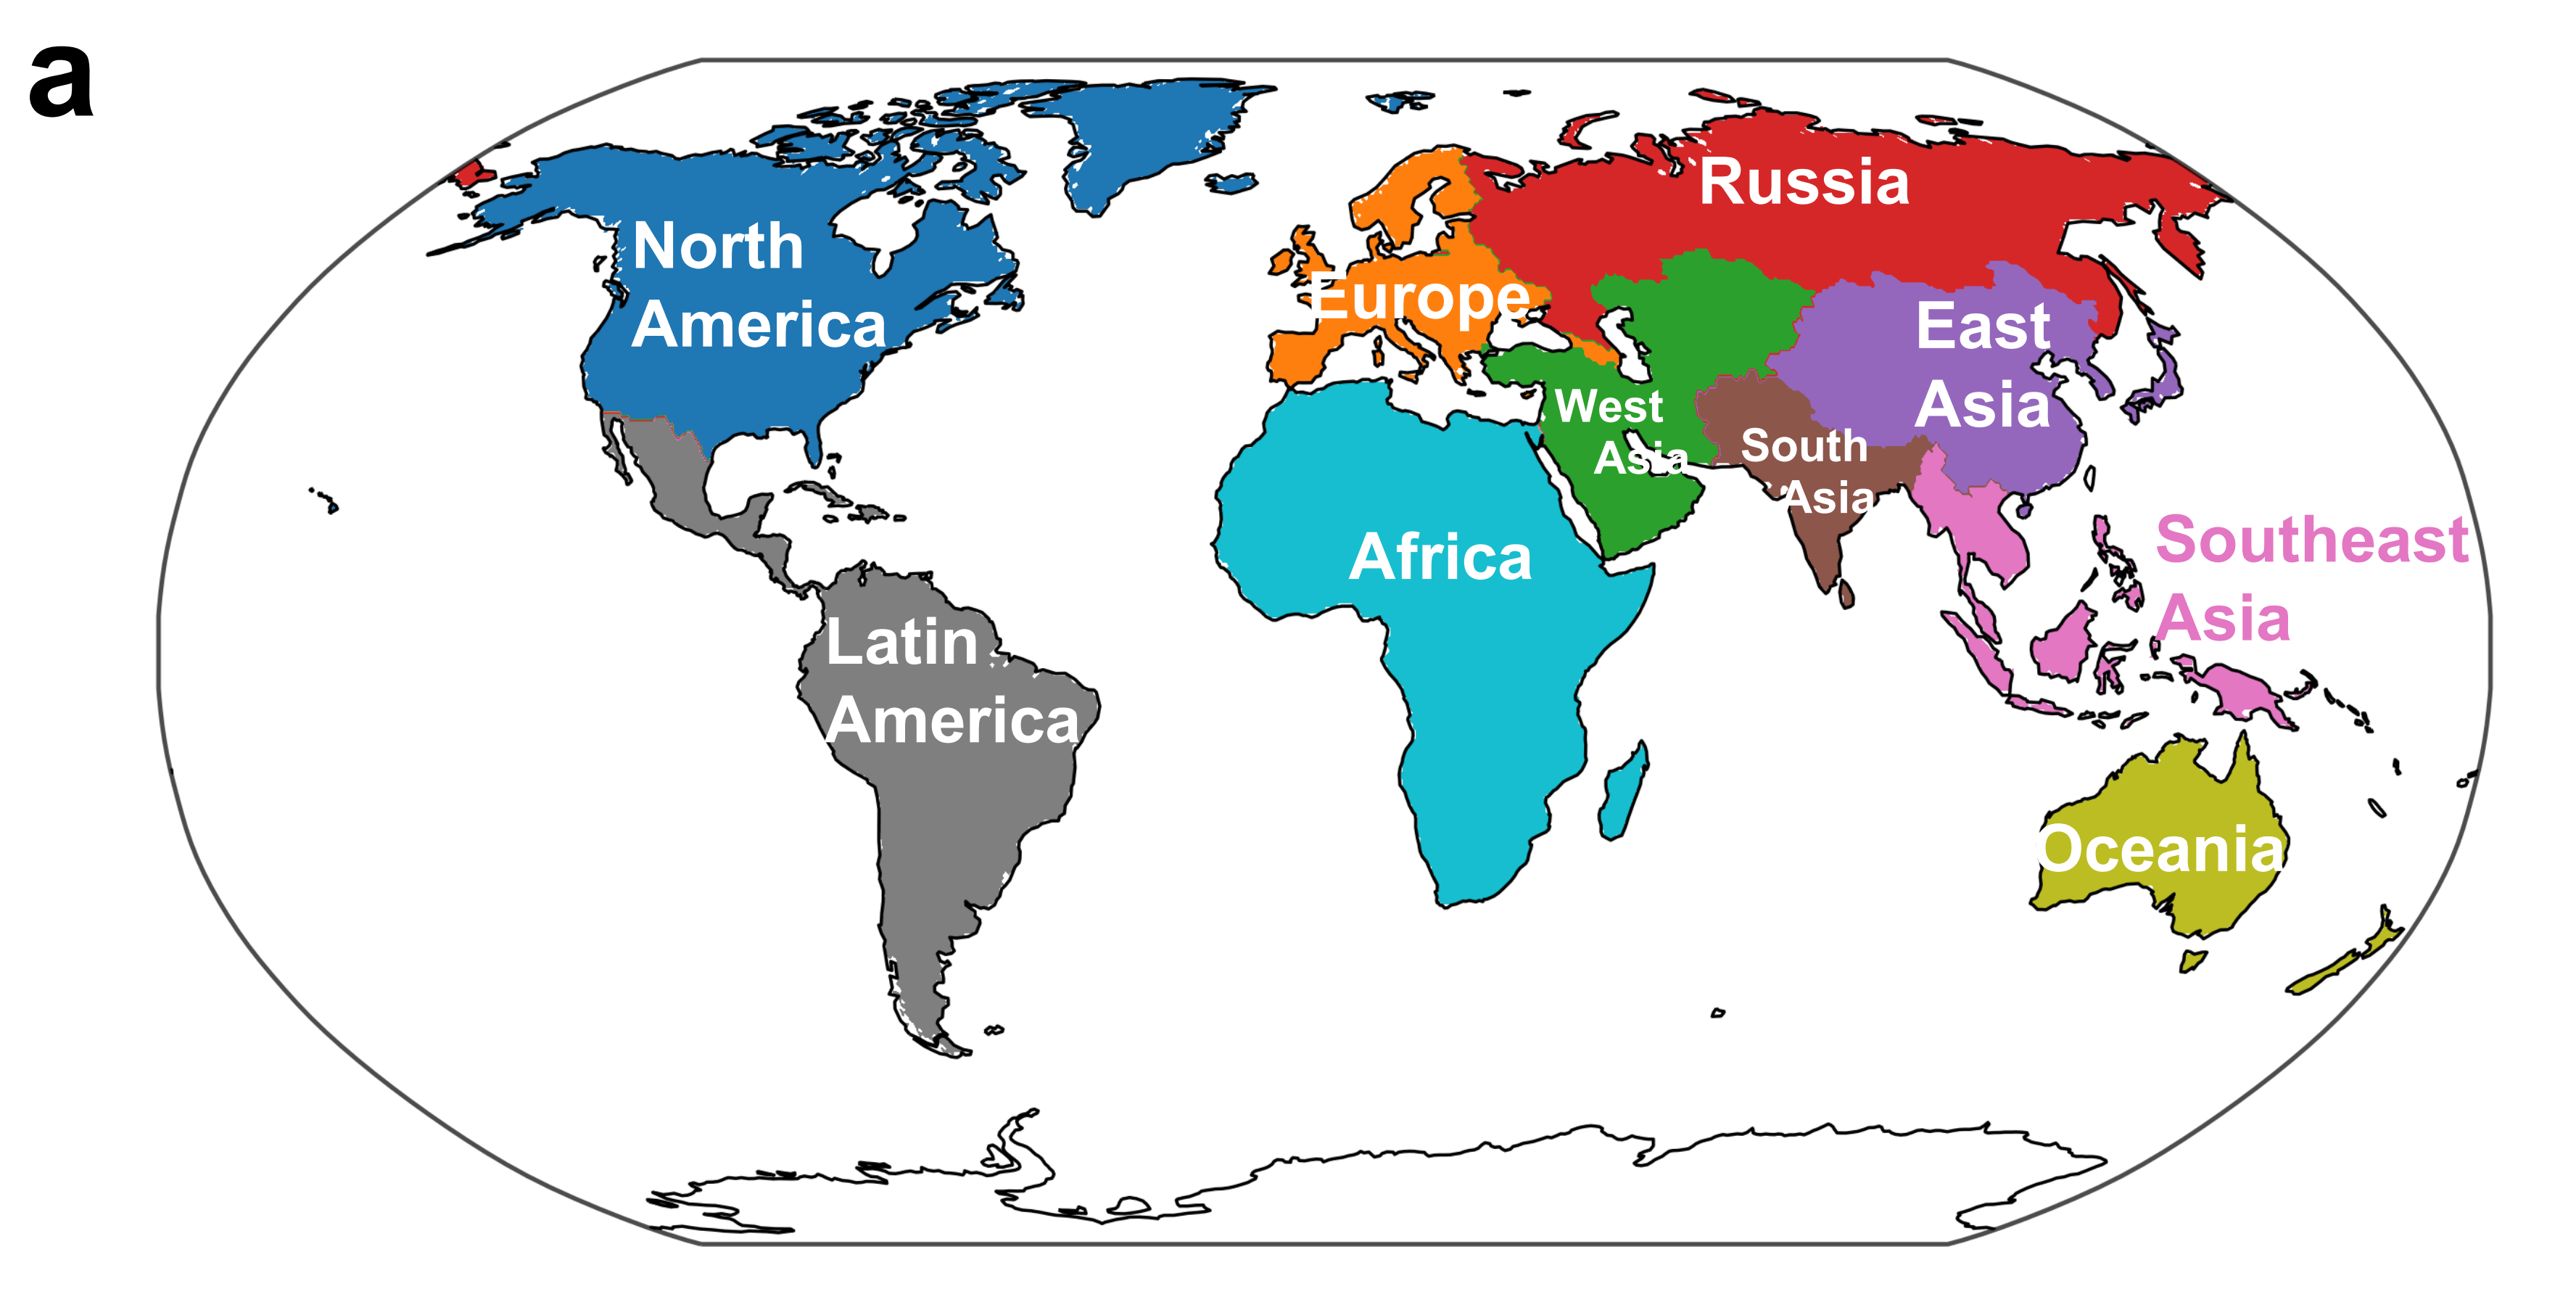 a
North
America
Russia
Europe
East
Asia
West
Asia
South
Asia
Africa
Southeast
Asia
Latin
America
Oceania